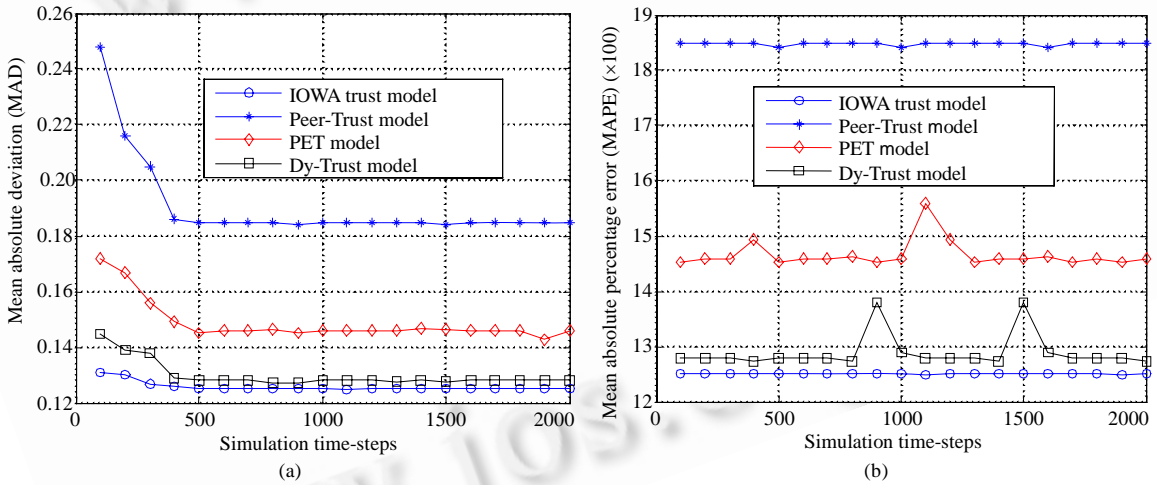 0.26
0.24
0.22
0.20
0.18
0.16
0.14
0.12
Mean absolute deviation (MAD)
IOWA trust model
Peer-Trust model
PET model
Dy-Trust model
0
500
1000
1500
2000
Simulation time-steps
(a)
19
18
17
16
15
14
13
12
Mean absolute percentage error (MAPE) (×100)
IOWA trust model
Peer-Trust model
PET model
Dy-Trust model
0
500
1000
1500
2000
Simulation time-steps
(b)